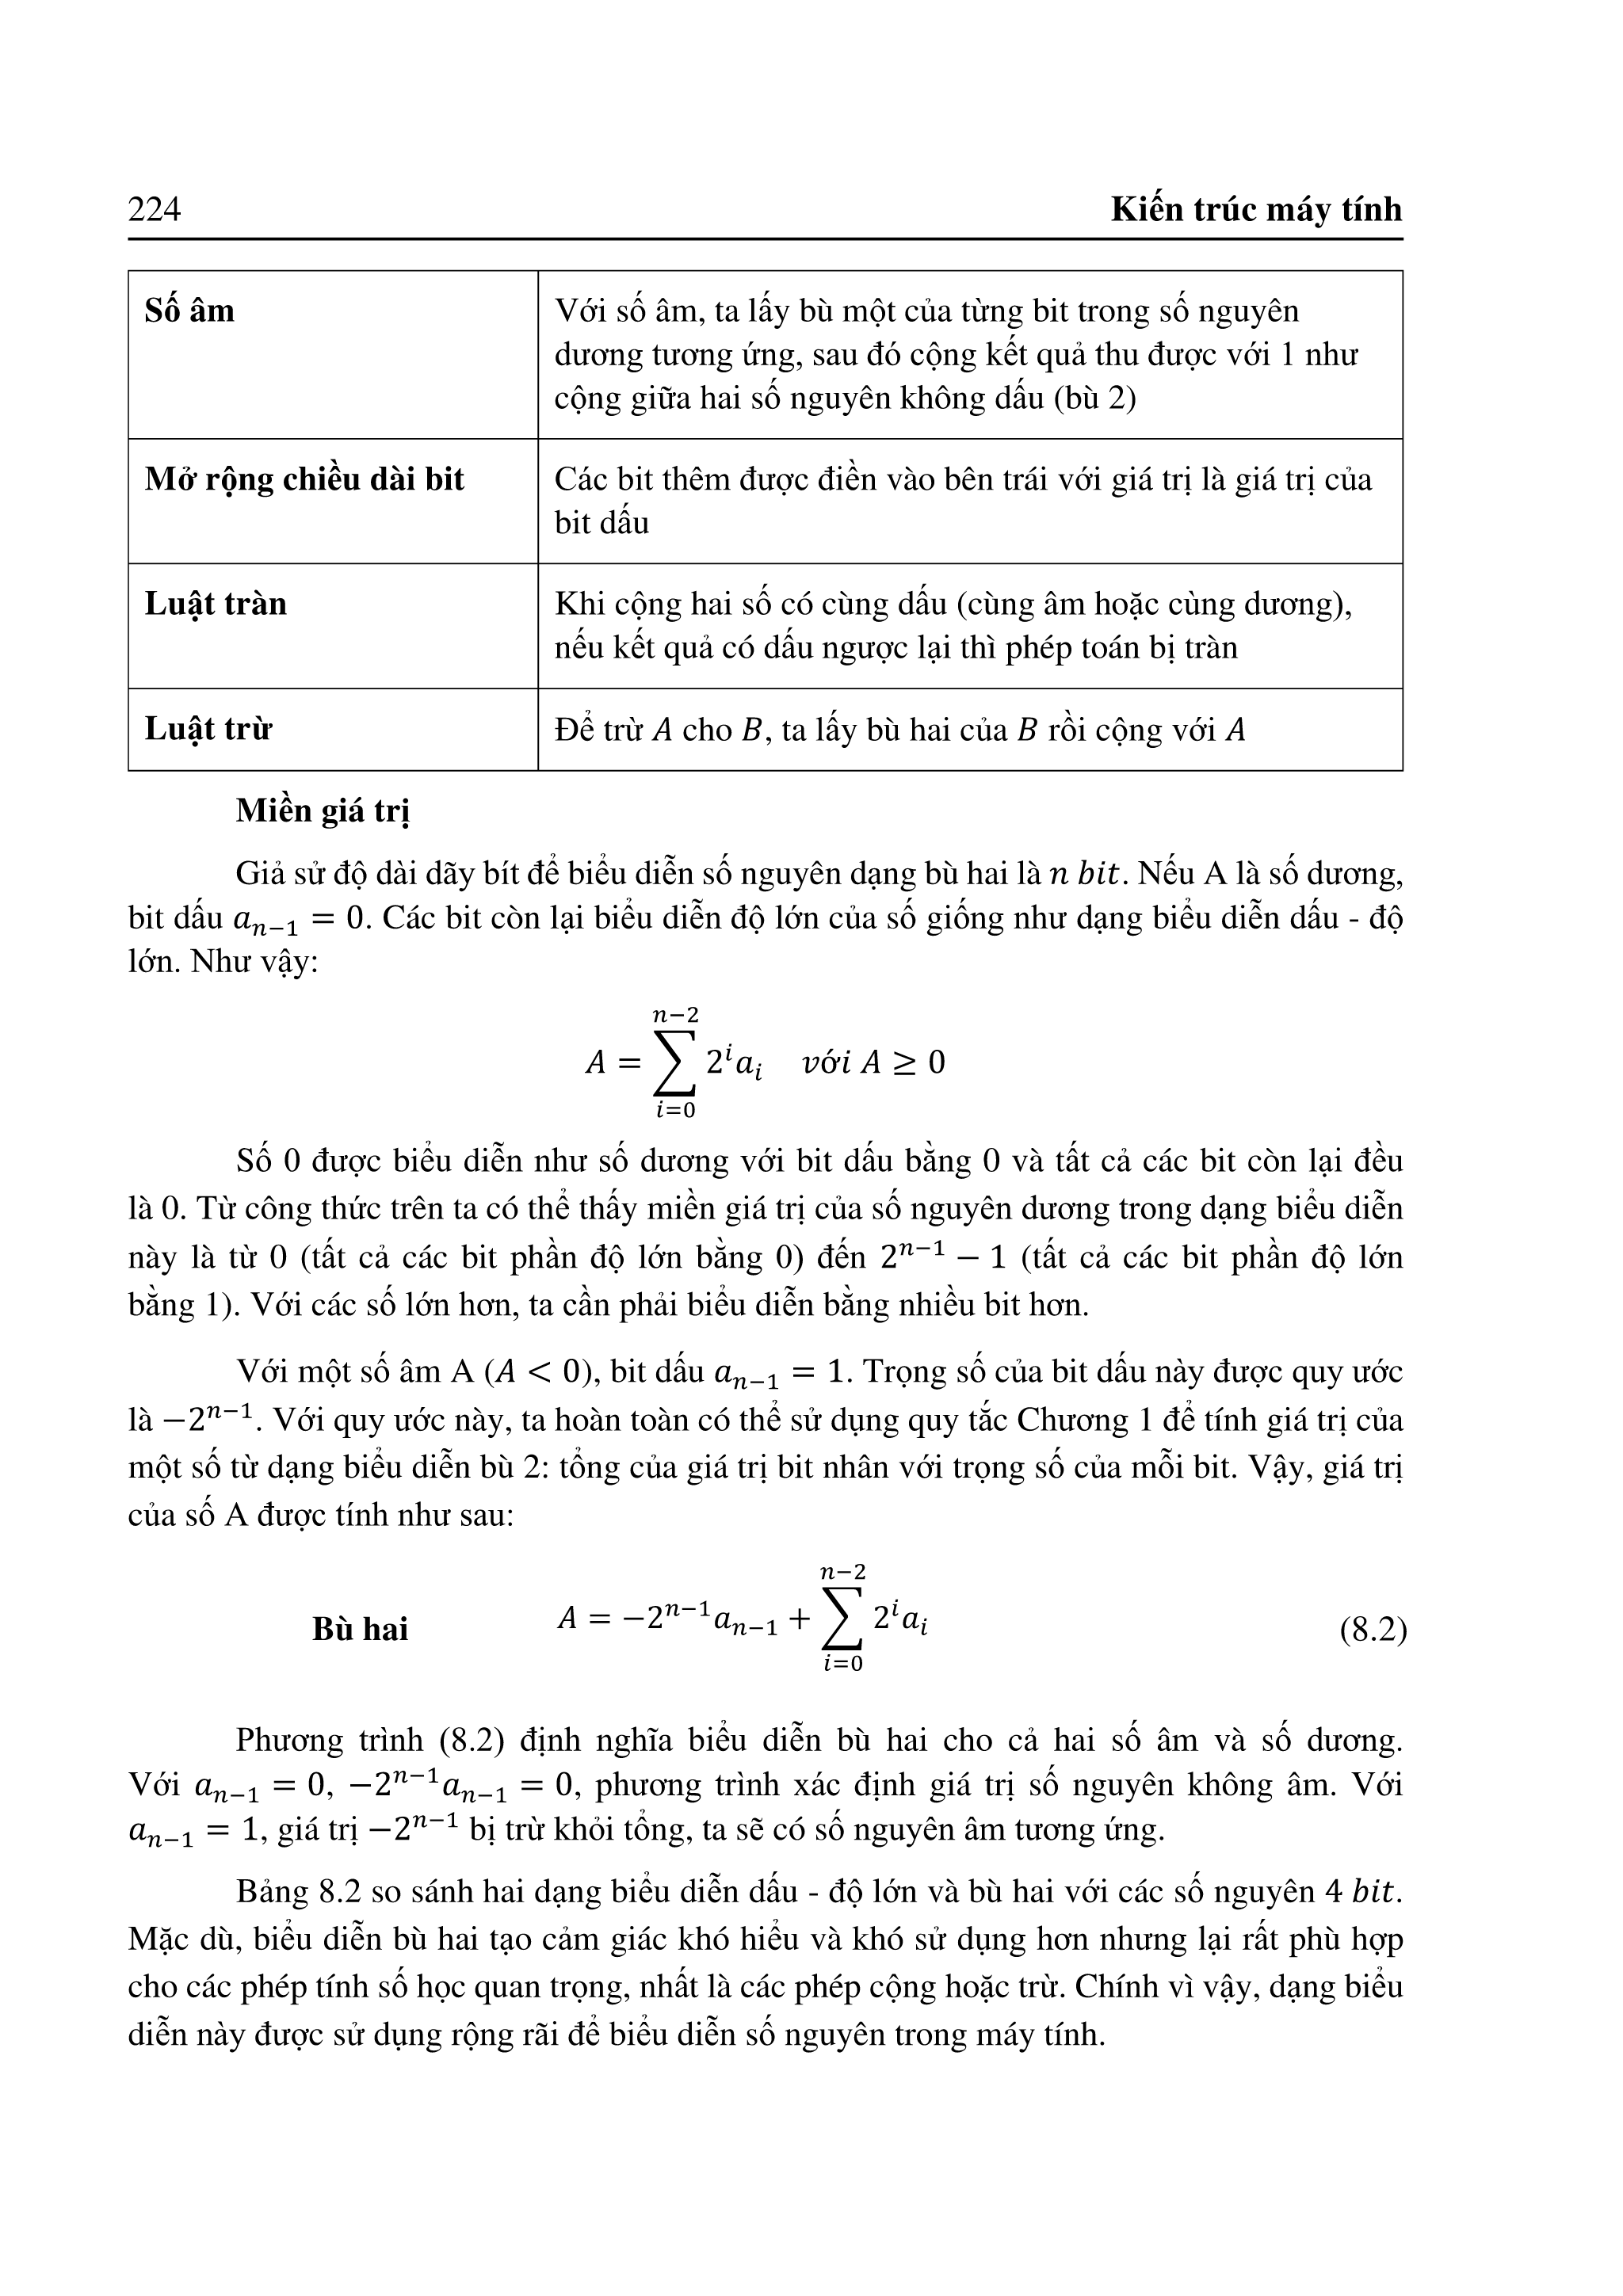 224 Kiến trúc máy tính
Số âm
Với số âm, ta lấy bù một của từng bit trong số nguyên
dương tương ứng, sau đó cộng kết quả thu được với 1 như
cộng giữa hai số nguyên không dấu (bù 2)
Mở rộng chiều dài bit
Các bit thêm được điền vào bên trái với giá trị là giá trị của
bit dấu
Luật tràn
Khi cộng hai số có cùng dấu (cùng âm hoặc cùng dương),
nếu kết quả có dấu ngược lại thì phép toán bị tràn
Luật trừ
Để trừ A cho B, ta lấy bù hai của B rồi cộng với A
Miền giá trị
Giả sử độ dài dãy bít để biểu diễn số nguyên dạng bù hai là n bit. Nếu A là số dương,
bit dấu aₙ₋₁ = 0. Các bit còn lại biểu diễn độ lớn của số giống như dạng biểu diễn dấu - độ
lớn. Như vậy:
A = ∑_{i=0}^{n−2} 2^i a_i với A ≥ 0
Số 0 được biểu diễn như số dương với bit dấu bằng 0 và tất cả các bit còn lại đều
là 0. Từ công thức trên ta có thể thấy miền giá trị của số nguyên dương trong dạng biểu diễn
này là từ 0 (tất cả các bit phần độ lớn bằng 0) đến 2ⁿ⁻¹ − 1 (tất cả các bit phần độ lớn
bằng 1). Với các số lớn hơn, ta cần phải biểu diễn bằng nhiều bit hơn.
Với một số âm A (A < 0), bit dấu aₙ₋₁ = 1. Trọng số của bit dấu này được quy ước
là −2ⁿ⁻¹. Với quy ước này, ta hoàn toàn có thể sử dụng quy tắc Chương 1 để tính giá trị của
một số từ dạng biểu diễn bù 2: tổng của giá trị bit nhân với trọng số của mỗi bit. Vậy, giá trị
của số A được tính như sau:
Bù hai A = −2ⁿ⁻¹aₙ₋₁ + ∑_{i=0}^{n−2} 2^i a_i (8.2)
Phương trình (8.2) định nghĩa biểu diễn bù hai cho cả hai số âm và số dương.
Với aₙ₋₁ = 0, −2ⁿ⁻¹aₙ₋₁ = 0, phương trình xác định giá trị số nguyên không âm. Với
aₙ₋₁ = 1, giá trị −2ⁿ⁻¹ bị trừ khỏi tổng, ta sẽ có số nguyên âm tương ứng.
Bảng 8.2 so sánh hai dạng biểu diễn dấu - độ lớn và bù hai với các số nguyên 4 bit.
Mặc dù, biểu diễn bù hai tạo cảm giác khó hiểu và khó sử dụng hơn nhưng lại rất phù hợp
cho các phép tính số học quan trọng, nhất là các phép cộng hoặc trừ. Chính vì vậy, dạng biểu
diễn này được sử dụng rộng rãi để biểu diễn số nguyên trong máy tính.